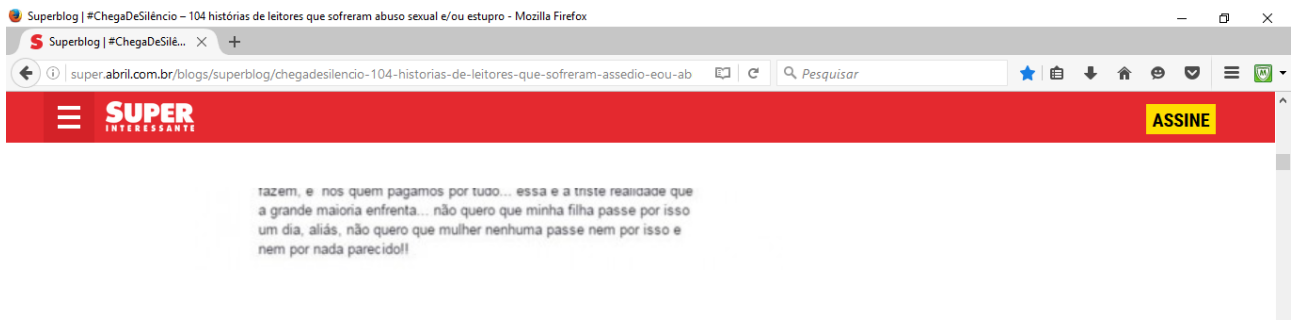 Superblog | #ChegaDeSilêncio – 104 histórias de leitores que sofreram abuso sexual e/ou estupro - Mozilla Firefox
Superblog | #ChegaDeSilê...
super.abril.com.br/blogs/superblog/chegadesilencio-104-historias-de-leitores-que-sofreram-assedio-eou-ab
Pesquisar
SUPER
INTERESSANTE
ASSINE
fazem, e nos quem pagamos por tudo... essa e a triste realidade que
a grande maioria enfrenta... não quero que minha filha passe por isso
um dia, aliás, não quero que mulher nenhuma passe nem por isso e
nem por nada parecido!!